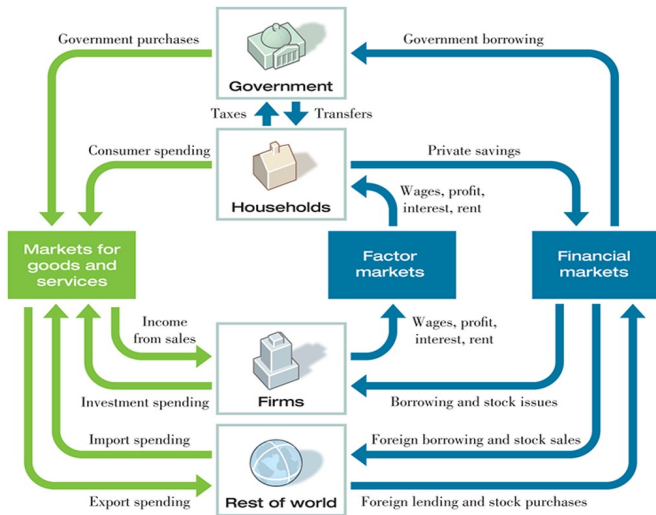 Government purchases
Government borrowing
Government
Taxes
Transfers
Consumer spending
Private savings
Households
Wages, profit,
interest, rent
Markets for
goods and
services
Factor
markets
Financial
markets
Income
from sales
Wages, profit,
interest, rent
Investment spending
Firms
Borrowing and stock issues
Import spending
Foreign borrowing and stock sales
Export spending
Rest of world
Foreign lending and stock purchases